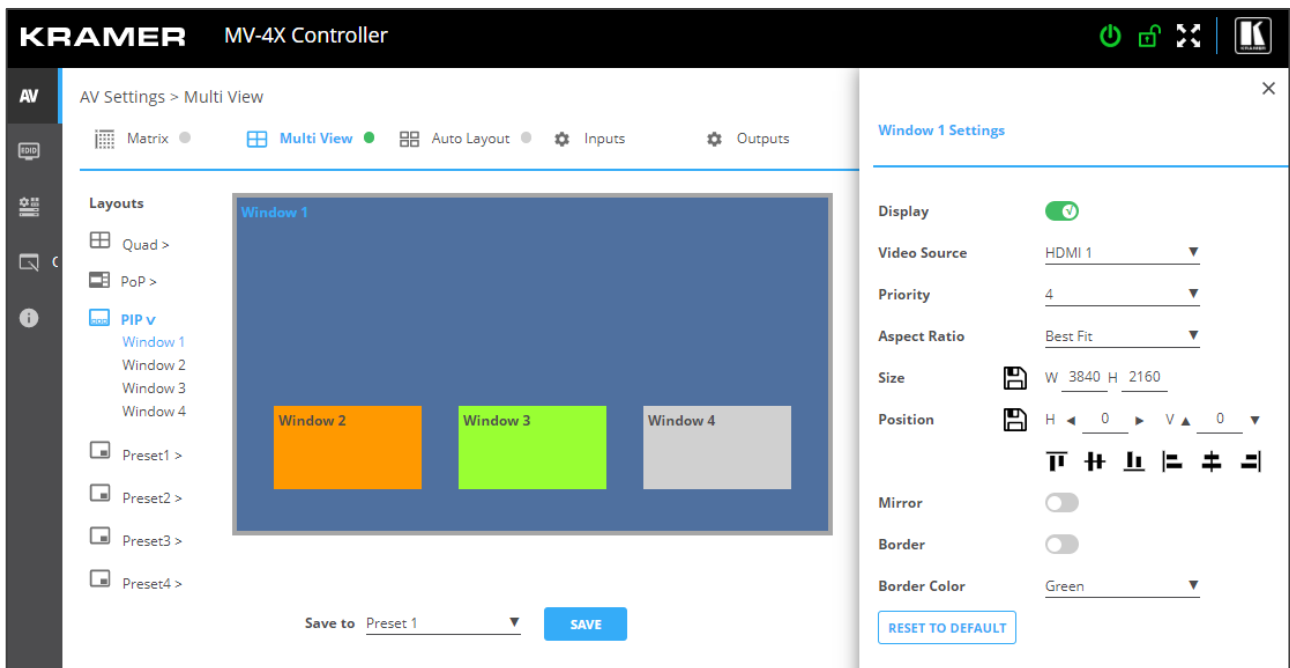 KRAMER MV-4X Controller
KRAMER
AV
AV Settings > Multi View
Matrix Multi View Auto Layout Inputs Outputs
EDID
Layouts
Quad >
PoP >
PIP v
Window 1
Window 2
Window 3
Window 4
Preset1 >
Preset2 >
Preset3 >
Preset4 >
Window 1
Window 2 Window 3 Window 4
Save to Preset 1 ▼ SAVE
Window 1 Settings
Display
Video Source HDMI 1 ▼
Priority 4 ▼
Aspect Ratio Best Fit ▼
Size W 3840 H 2160
Position H ◄ 0 ► V ▲ 0 ▼
Mirror
Border
Border Color Green ▼
RESET TO DEFAULT